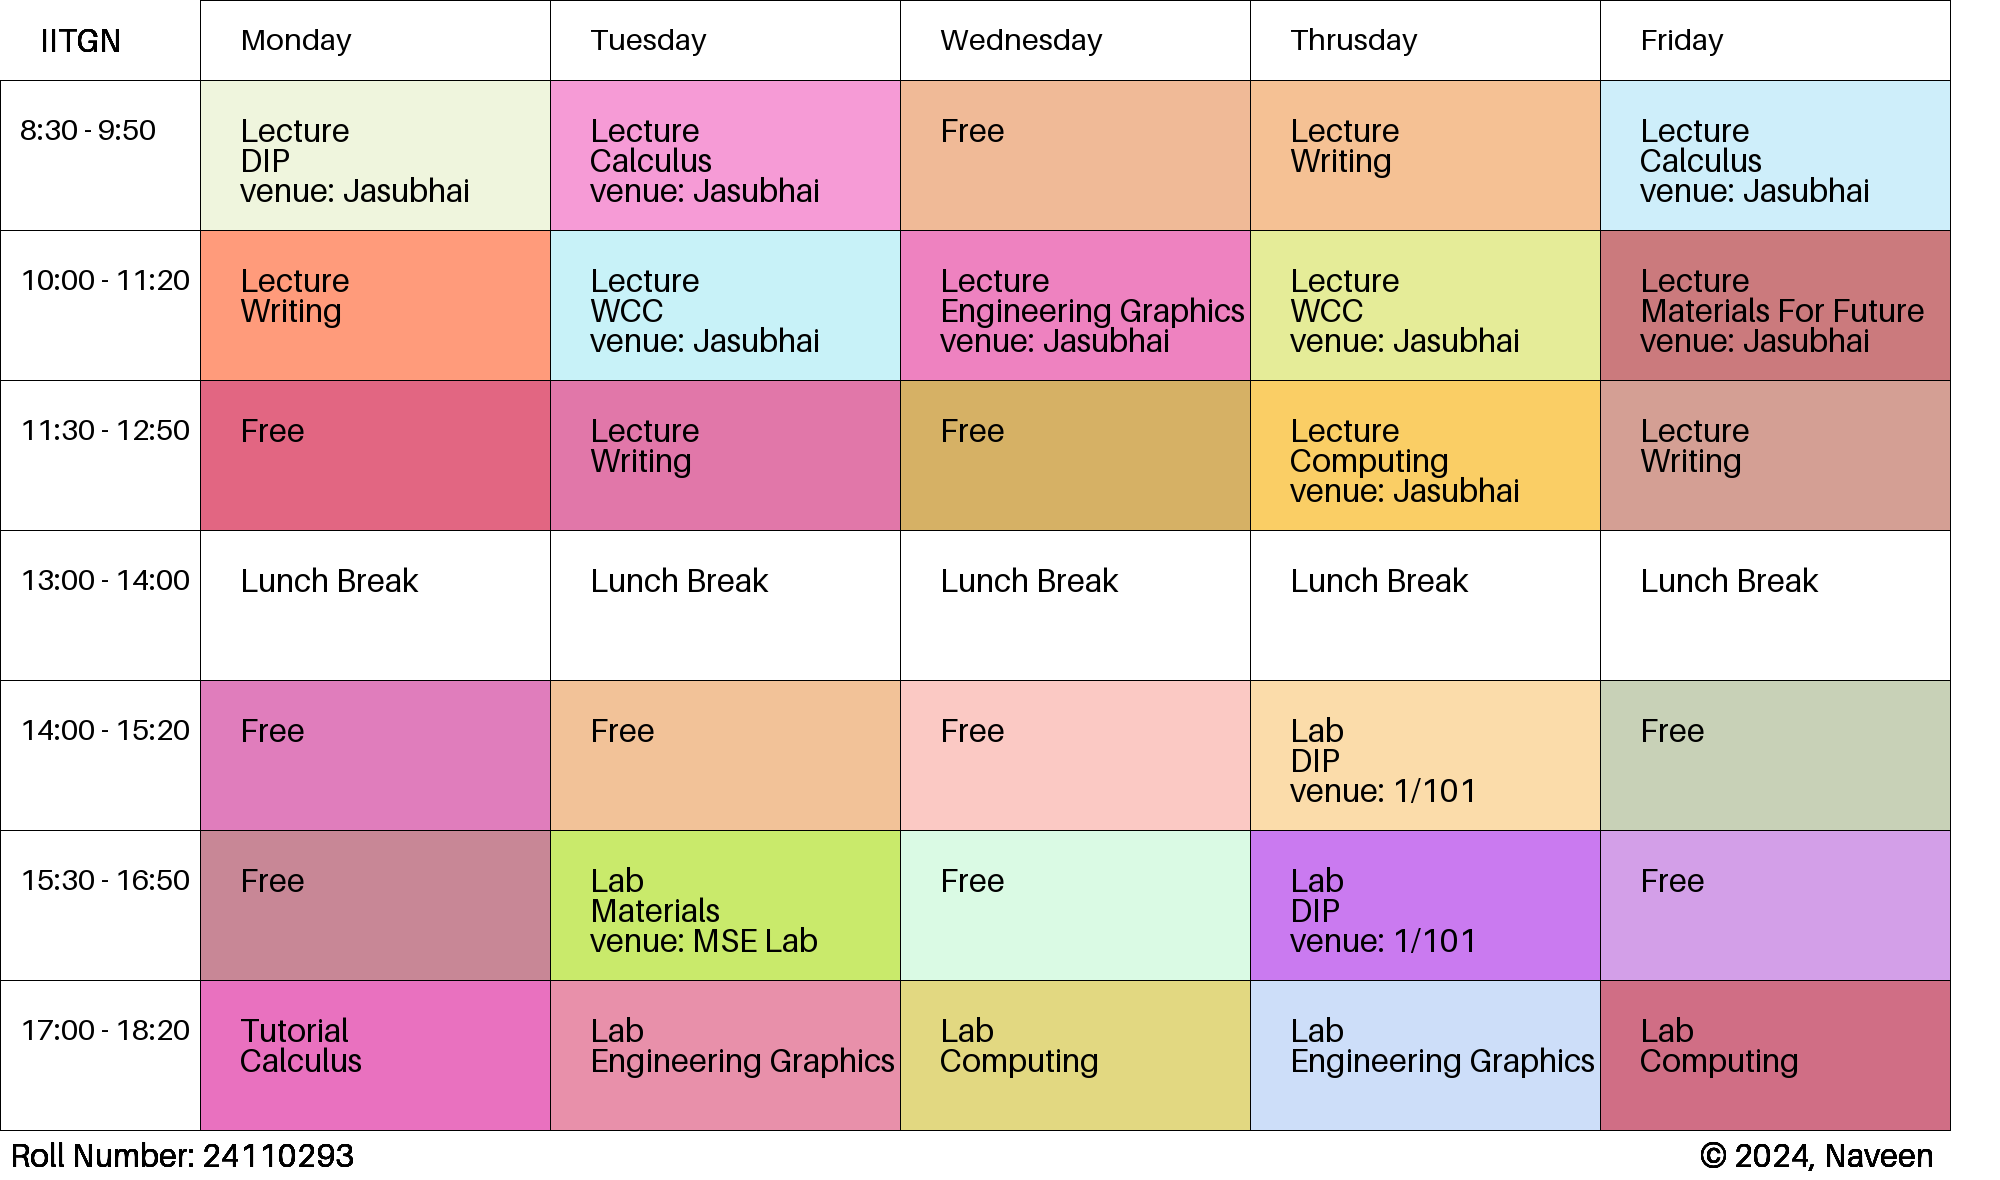 IITGN Monday Tuesday Wednesday Thrusday Friday
8:30 - 9:50
Lecture
DIP
venue: Jasubhai
Lecture
Calculus
venue: Jasubhai
Free
Lecture
Writing
Lecture
Calculus
venue: Jasubhai
10:00 - 11:20
Lecture
Writing
Lecture
WCC
venue: Jasubhai
Lecture
Engineering Graphics
venue: Jasubhai
Lecture
WCC
venue: Jasubhai
Lecture
Materials For Future
venue: Jasubhai
11:30 - 12:50
Free
Lecture
Writing
Free
Lecture
Computing
venue: Jasubhai
Lecture
Writing
13:00 - 14:00
Lunch Break
Lunch Break
Lunch Break
Lunch Break
Lunch Break
14:00 - 15:20
Free
Free
Free
Lab
DIP
venue: 1/101
Free
15:30 - 16:50
Free
Lab
Materials
venue: MSE Lab
Free
Lab
DIP
venue: 1/101
Free
17:00 - 18:20
Tutorial
Calculus
Lab
Engineering Graphics
Lab
Computing
Lab
Engineering Graphics
Lab
Computing
Roll Number: 24110293
© 2024, Naveen